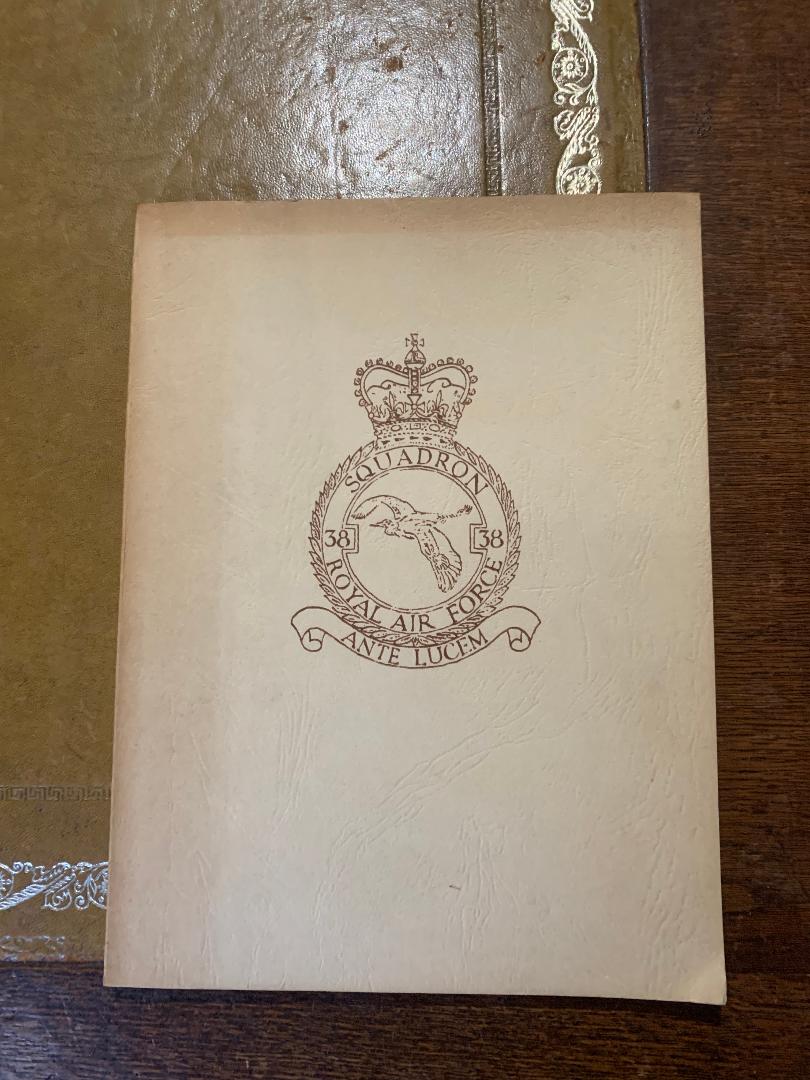 SQUADRON
38 38
ROYAL AIR FORCE
ANTE LUCEM